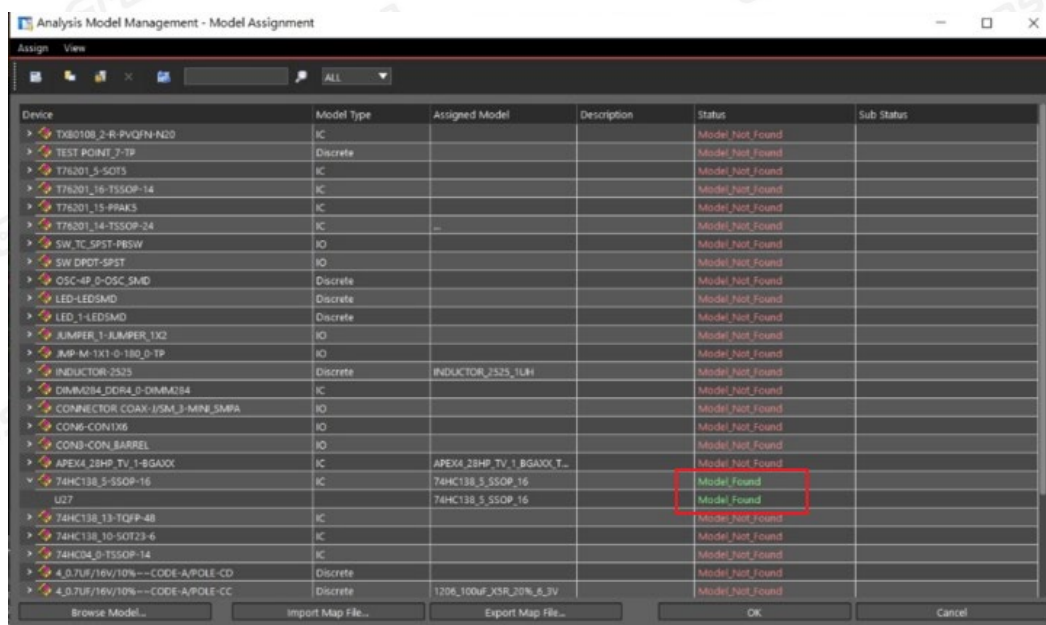 Analysis Model Management - Model Assignment
Assign View
ALL
Device Model Type Assigned Model Description Status Sub Status
TXB0108_2-R-PVQFN-N20 IC Model_Not_Found
TEST POINT_7-TP Discrete Model_Not_Found
T76201_5-SOT5 IC Model_Not_Found
T76201_16-TSSOP-14 IC Model_Not_Found
T76201_15-PPAK5 IC Model_Not_Found
T76201_14-TSSOP-24 IC ... Model_Not_Found
SW_TC_SPST-PBSW IO Model_Not_Found
SW DPDT-SPST IO Model_Not_Found
OSC-4P_0-OSC_SMD Discrete Model_Not_Found
LED-LEDSMD Discrete Model_Not_Found
LED_1-LEDSMD Discrete Model_Not_Found
JUMPER_1-JUMPER_1X2 IO Model_Not_Found
JMP-M-1X1-0-180_0-TP IO Model_Not_Found
INDUCTOR-2525 Discrete INDUCTOR_2525_1UH Model_Not_Found
DIMM284_DDR4_0-DIMM284 IC Model_Not_Found
CONNECTOR COAX-J/SM_3-MINI_SMPA IO Model_Not_Found
CON6-CON1X6 IO Model_Not_Found
CON3-CON_BARREL IO Model_Not_Found
APEX4_28HP_TV_1-BGAXX IC APEX4_28HP_TV_1_BGAXX_T... Model_Not_Found
74HC138_5-SSOP-16 IC 74HC138_5_SSOP_16 Model_Found
U27 74HC138_5_SSOP_16 Model_Found
74HC138_13-TQFP-48 IC Model_Not_Found
74HC138_10-SOT23-6 IC Model_Not_Found
74HC04_0-TSSOP-14 IC Model_Not_Found
4_0.7UF/16V/10%~~CODE-A/POLE-CD Discrete Model_Not_Found
4_0.7UF/16V/10%~~CODE-A/POLE-CC Discrete 1206_100uF_X5R_20%_6_3V Model_Not_Found
Browse Model... Import Map File... Export Map File... OK Cancel